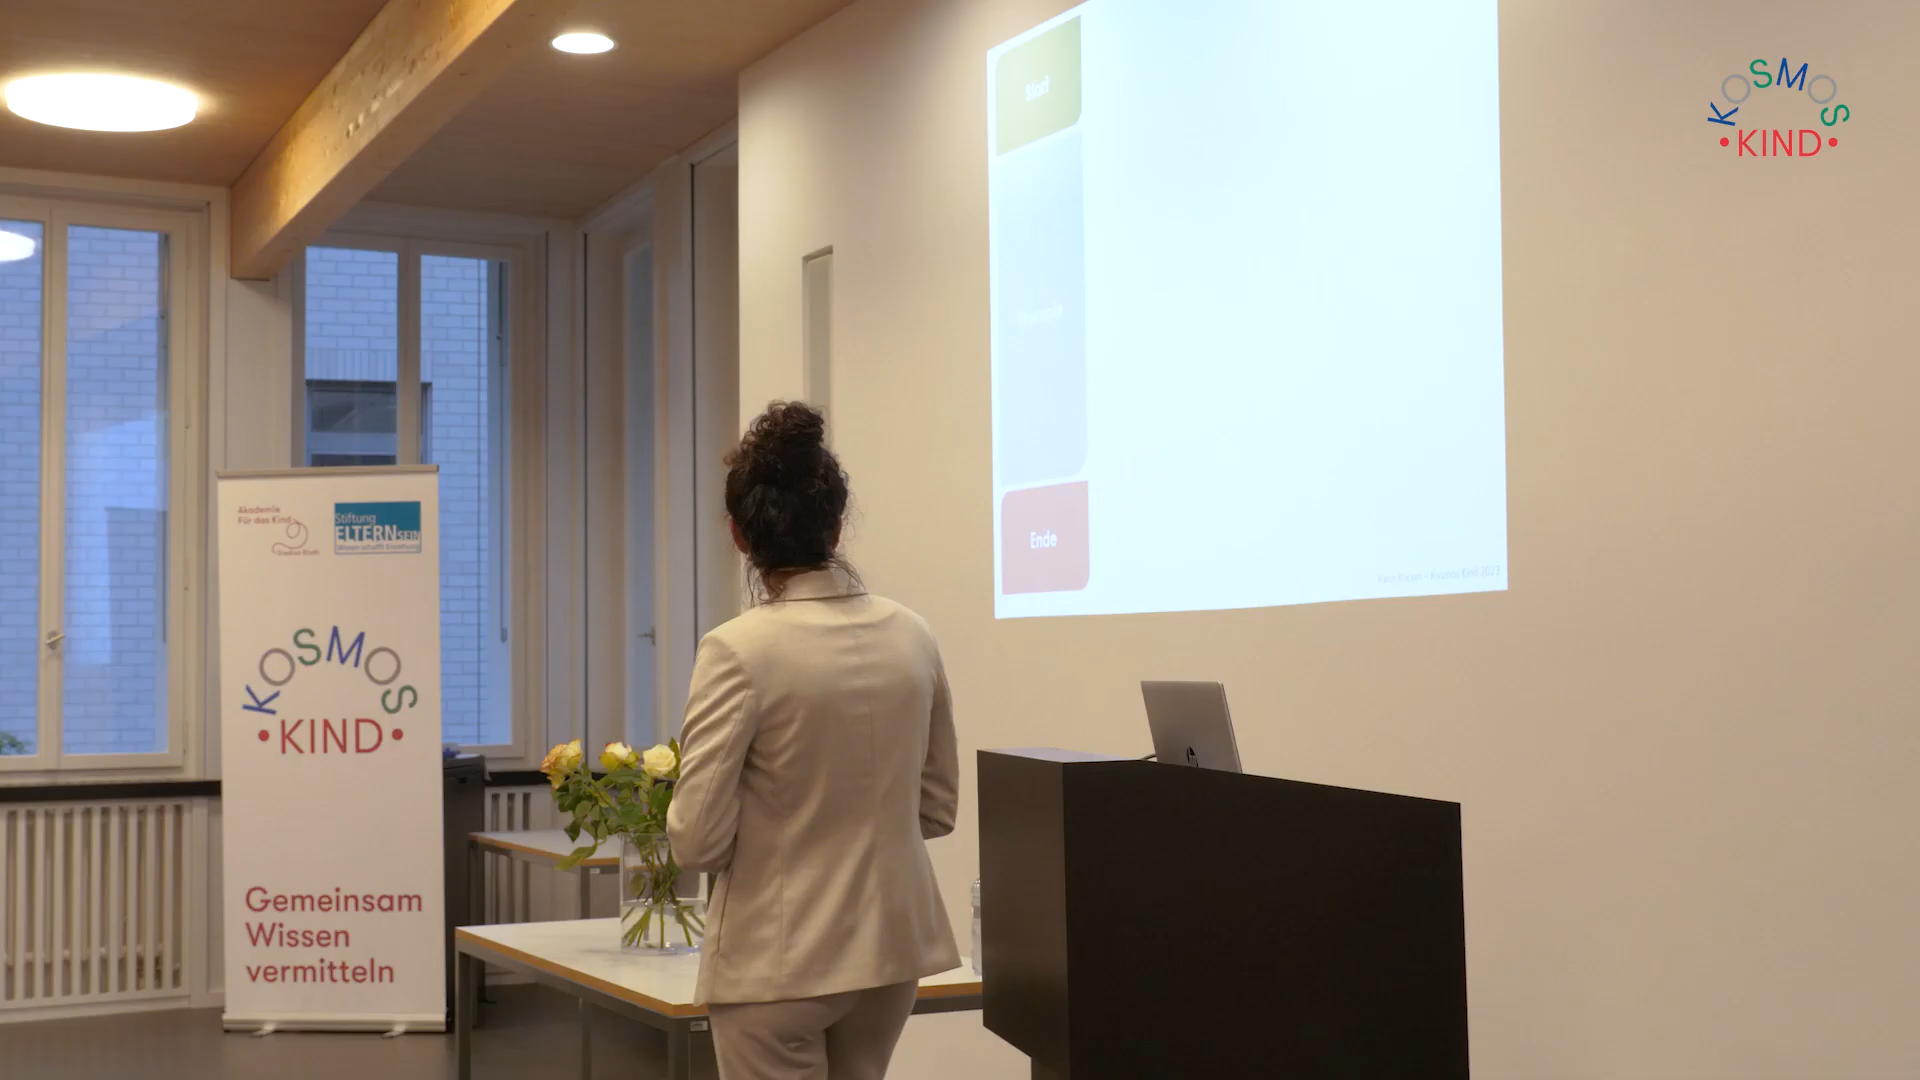 KOSMOS
KIND
Start
Ende
Akademie
Für das Kind
Stiftung
ELTERNSEIN
KOSMOS
KIND
Gemeinsam
Wissen
vermitteln